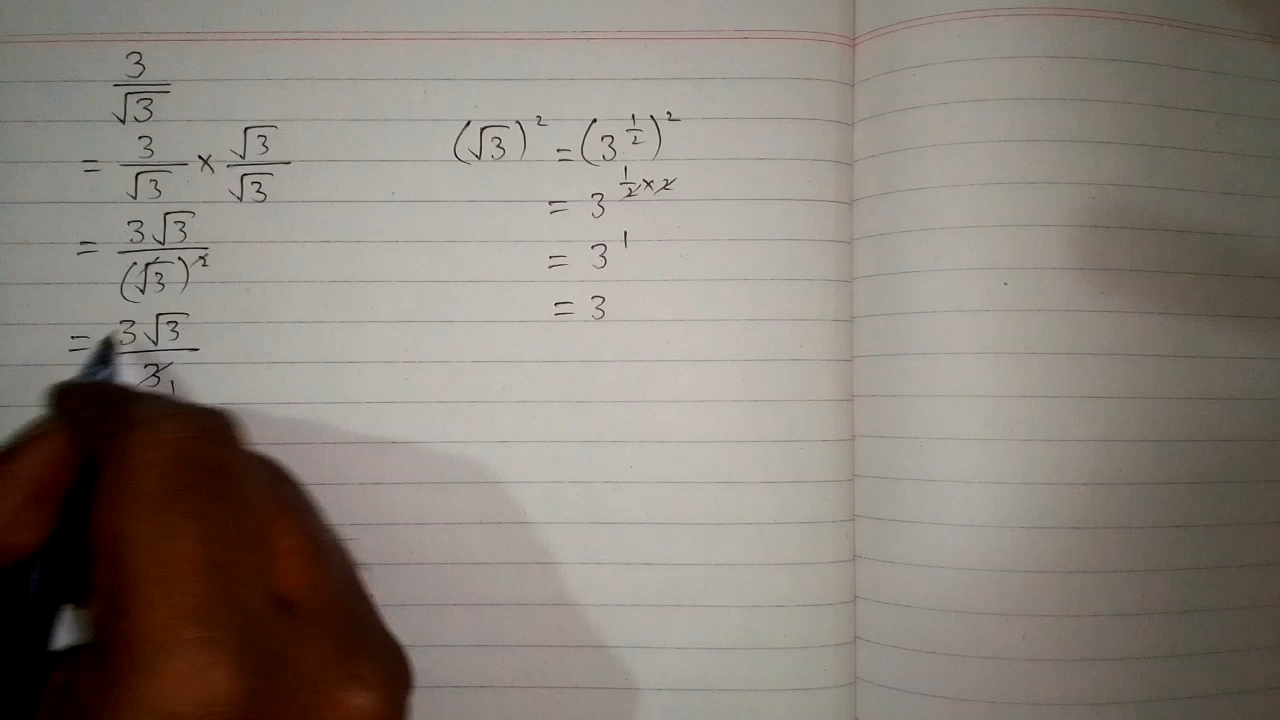 3/√3
= 3/√3 × √3/√3
= 3√3/(√3)²
= 3√3/3 1
(√3)² = (3^(1/2))²
= 3^(1/2 × 2)
= 3¹
= 3